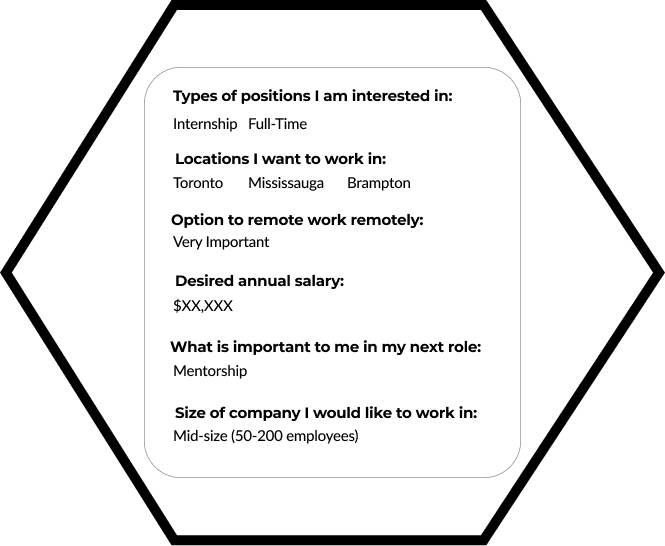 Types of positions I am interested in:
Internship Full-Time
Locations I want to work in:
Toronto Mississauga Brampton
Option to remote work remotely:
Very Important
Desired annual salary:
$XX,XXX
What is important to me in my next role:
Mentorship
Size of company I would like to work in:
Mid-size (50-200 employees)